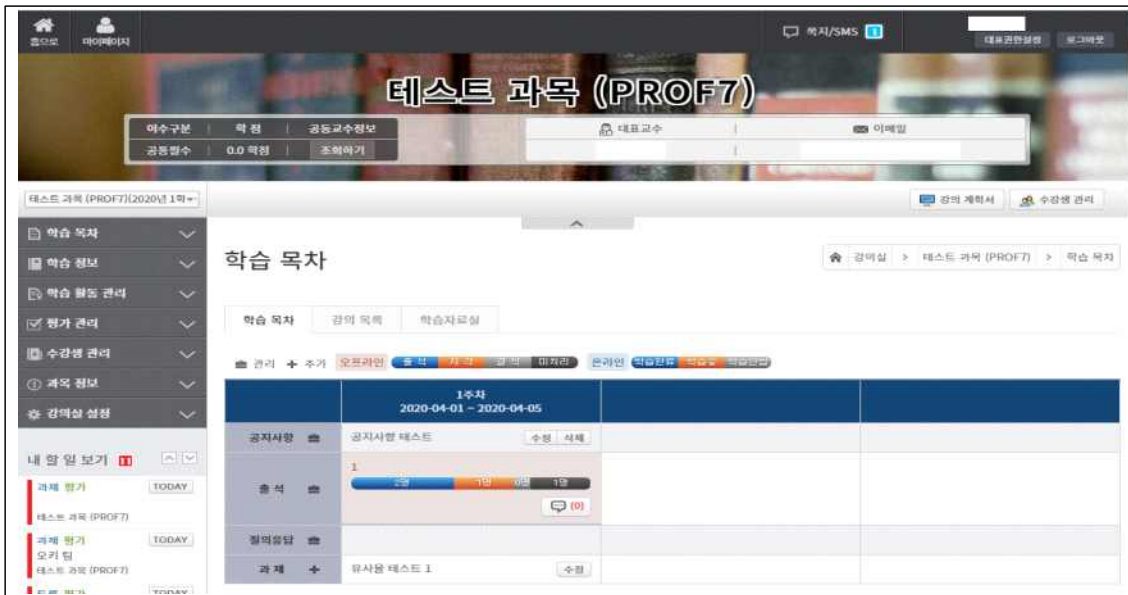 홈으로 마이페이지 쪽지/SMS 1 대표권한설정 로그아웃
테스트 과목 (PROF7)
이수구분 | 학 점 | 공동교수정보 대표교수 | 이메일
공통필수 | 0.0 학점 | 조회하기 |
테스트 과목 (PROF7)(2020년 1학 강의 계획서 수강생 관리
학습 목차
학습 정보
학습 활동 관리
평가 관리
수강생 관리
과목 정보
강의실 설정
학습 목차 강의실 > 테스트 과목 (PROF7) > 학습 목차
학습 목차 강의 목록 학습자료실
관리 + 추가 오프라인 출 석 지 각 결 석 미처리 온라인 학습완료 학습중 학습안함
1주차
2020-04-01 ~ 2020-04-05
공지사항 공지사항 테스트 수정 삭제
출 석 1
2명 1명 0명 1명
(0)
질의응답
과 제 + 유사율 테스트 1 수정
내 할 일 보기 11
과제 평가 TODAY
테스트 과목 (PROF7)
과제 평가 TODAY
오키 팀
테스트 과목 (PROF7)
토론 평가 TODAY